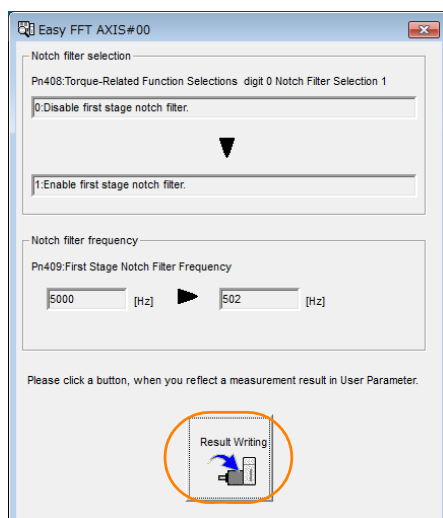 Easy FFT AXIS#00
Notch filter selection
Pn408:Torque-Related Function Selections digit 0 Notch Filter Selection 1
0:Disable first stage notch filter.
1:Enable first stage notch filter.
Notch filter frequency
Pn409:First Stage Notch Filter Frequency
5000 [Hz] 502 [Hz]
Please click a button, when you reflect a measurement result in User Parameter.
Result Writing